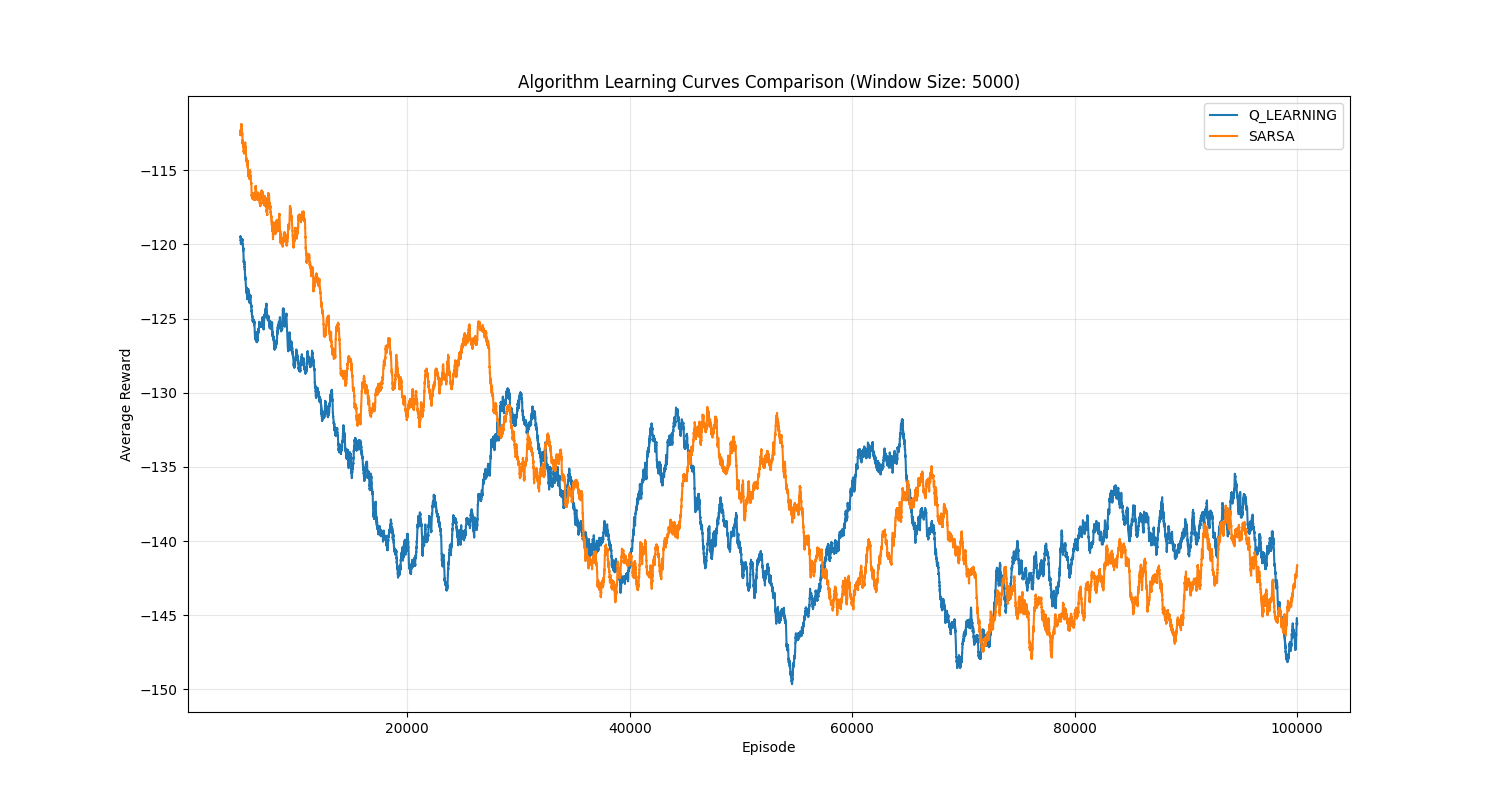 Algorithm Learning Curves Comparison (Window Size: 5000)
Q_LEARNING
SARSA
Average Reward
−115
−120
−125
−130
−135
−140
−145
−150
20000
40000
60000
80000
100000
Episode